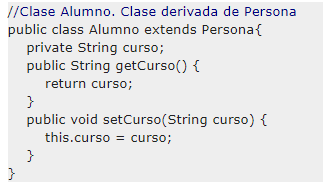 //Clase Alumno. Clase derivada de Persona
public class Alumno extends Persona{
private String curso;
public String getCurso() {
return curso;
}
public void setCurso(String curso) {
this.curso = curso;
}
}